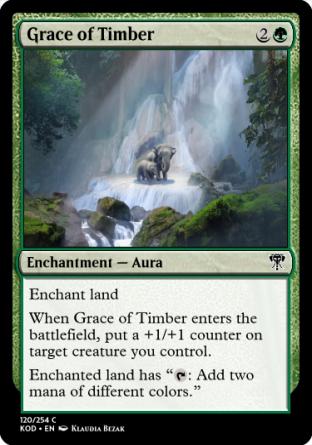 Grace of Timber 2
Enchantment — Aura
Enchant land
When Grace of Timber enters the
battlefield, put a +1/+1 counter on
target creature you control.
Enchanted land has “: Add two
mana of different colors.”
120/254 C
KOD • EN Klaudia Bezak